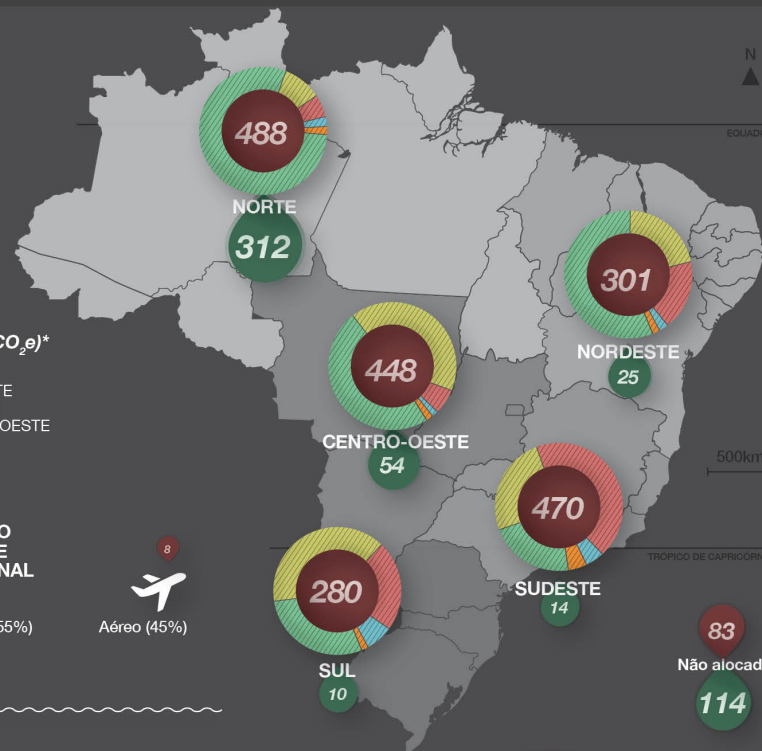 N
EQUADO
488
NORTE
312
301
NORDESTE
25
CO2e)*
TE
OESTE
448
CENTRO-OESTE
54
500km
470
SUDESTE
14
TRÓPICO DE CAPRICÓRN
O
E
NAL
55%)
8
Aéreo (45%)
280
SUL
10
83
Não alocad
114